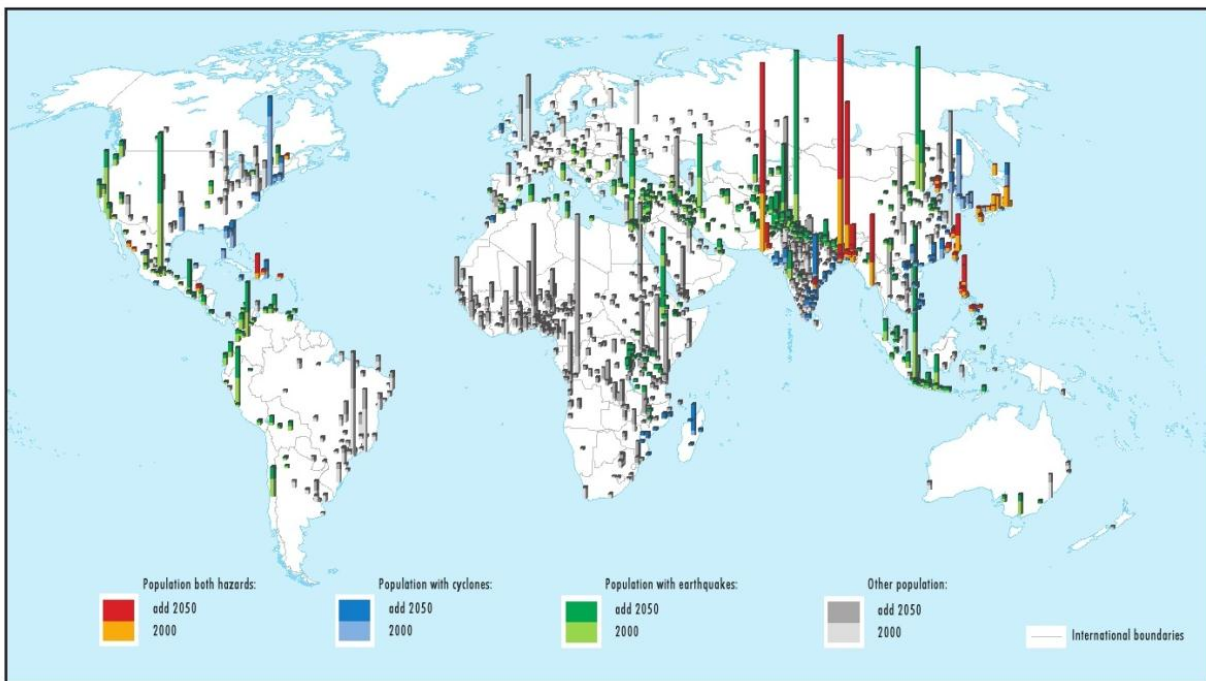 Population both hazards:
add 2050
2000
Population with cyclones:
add 2050
2000
Population with earthquakes:
add 2050
2000
Other population:
add 2050
2000
International boundaries